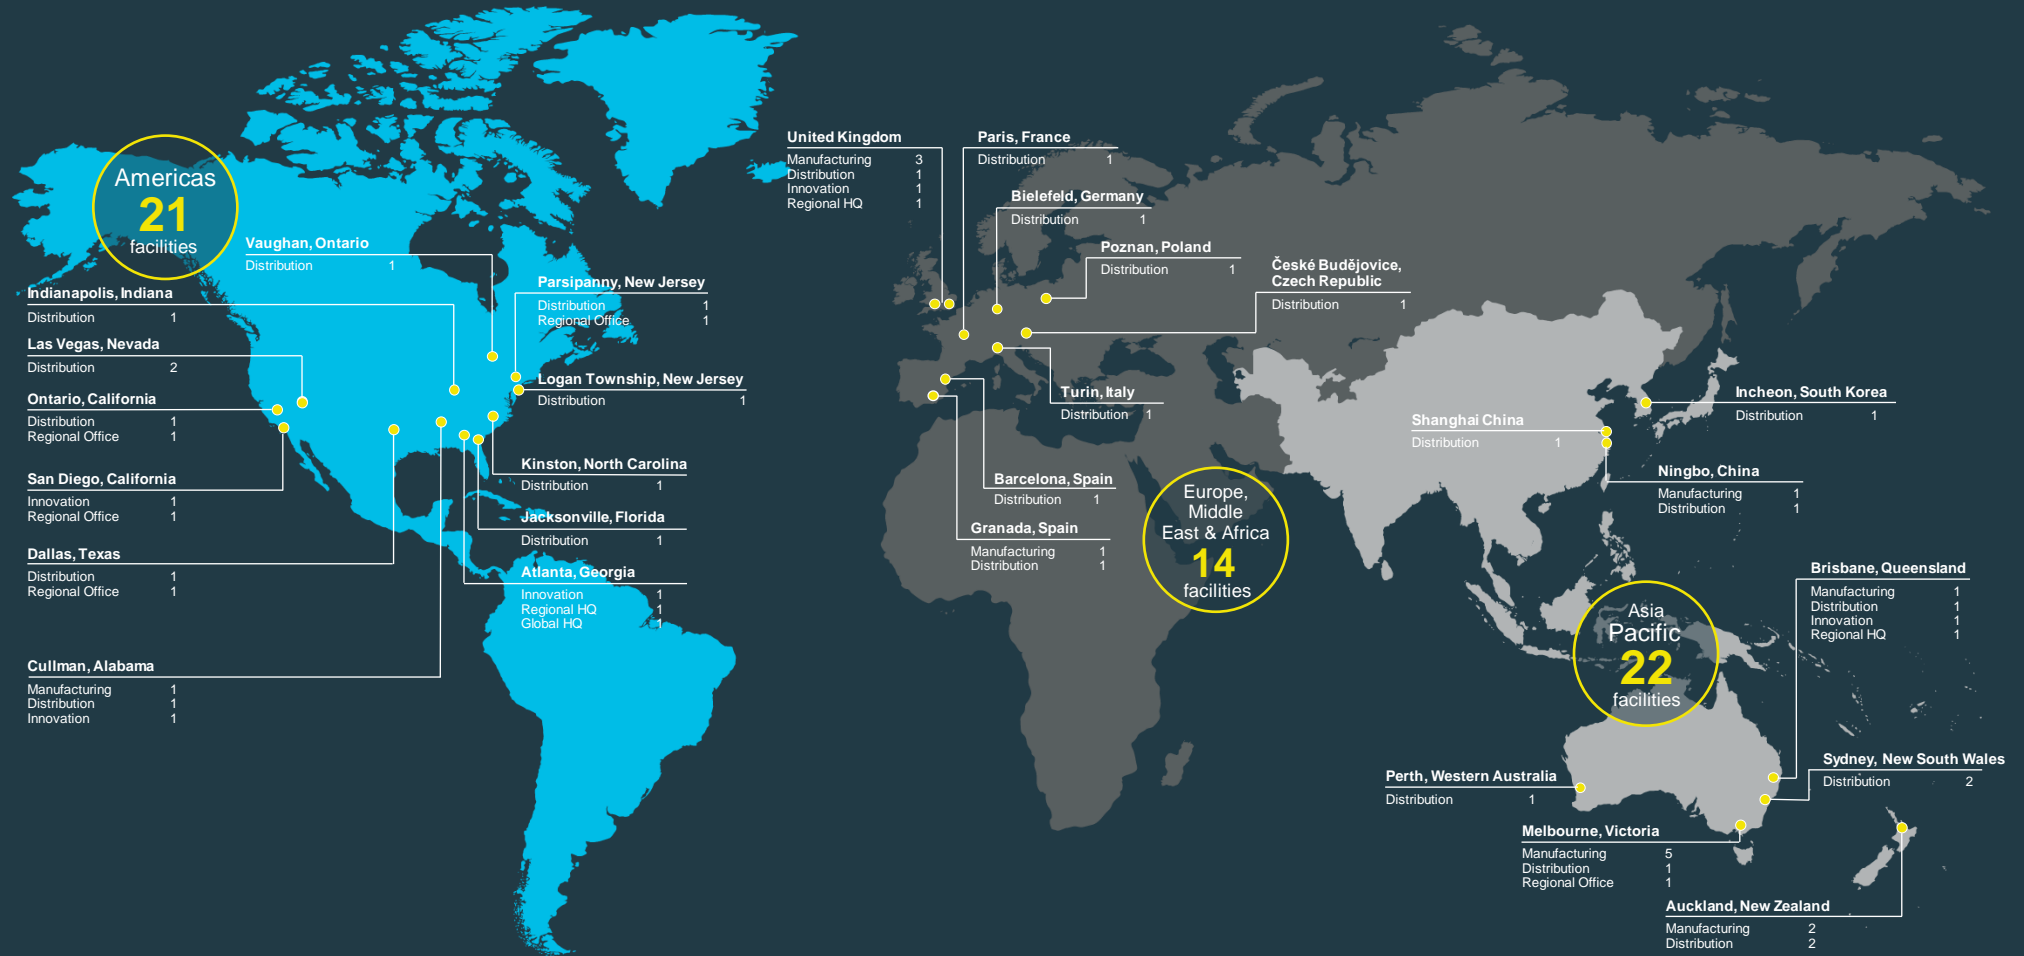 Americas
21
facilities
Vaughan, Ontario
Distribution 1
Indianapolis, Indiana
Distribution 1
Las Vegas, Nevada
Distribution 2
Ontario, California
Distribution 1
Regional Office 1
San Diego, California
Innovation 1
Regional Office 1
Dallas, Texas
Distribution 1
Regional Office 1
Cullman, Alabama
Manufacturing 1
Distribution 1
Innovation 1
Parsipanny, New Jersey
Distribution 1
Regional Office 1
Logan Township, New Jersey
Distribution 1
Kinston, North Carolina
Distribution 1
Jacksonville, Florida
Distribution 1
Atlanta, Georgia
Innovation 1
Regional HQ 1
Global HQ 1
United Kingdom
Manufacturing 3
Distribution 1
Innovation 1
Regional HQ 1
Paris, France
Distribution 1
Bielefeld, Germany
Distribution 1
Poznan, Poland
Distribution 1
České Budějovice,
Czech Republic
Distribution 1
Turin, Italy
Distribution 1
Barcelona, Spain
Distribution 1
Granada, Spain
Manufacturing 1
Distribution 1
Europe,
Middle
East & Africa
14
facilities
Shanghai China
Distribution 1
Incheon, South Korea
Distribution 1
Ningbo, China
Manufacturing 1
Distribution 1
Asia
Pacific
22
facilities
Brisbane, Queensland
Manufacturing 1
Distribution 1
Innovation 1
Regional HQ 1
Sydney, New South Wales
Distribution 2
Perth, Western Australia
Distribution 1
Melbourne, Victoria
Manufacturing 5
Distribution 1
Regional Office 1
Auckland, New Zealand
Manufacturing 2
Distribution 2